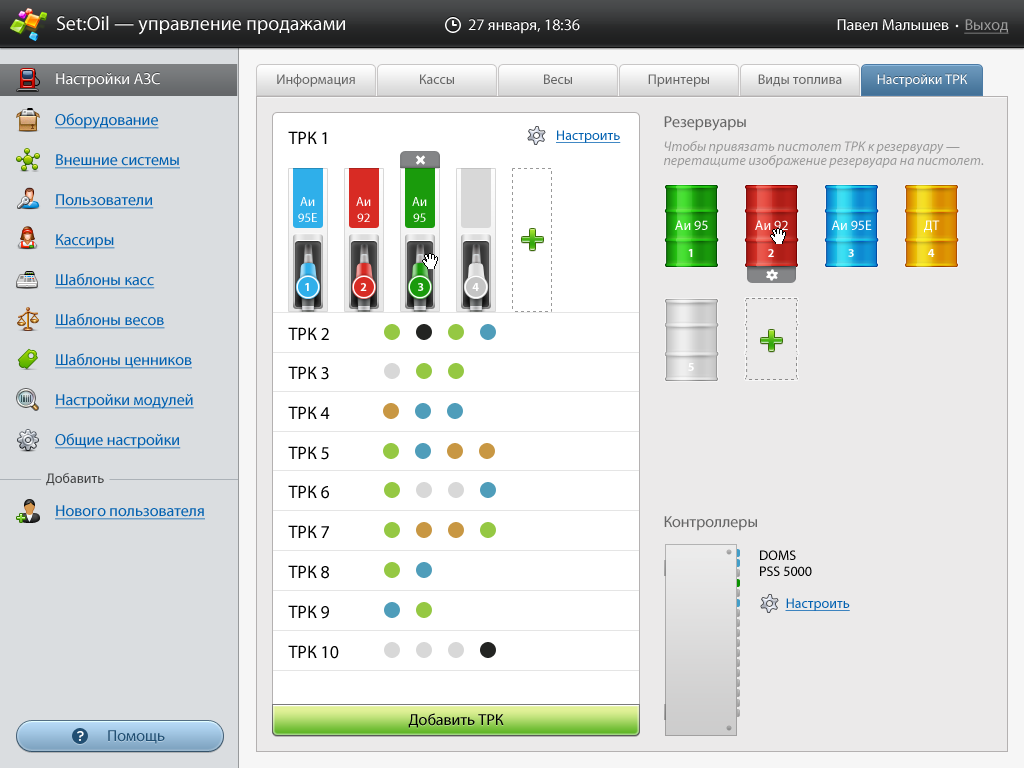 Set:Oil — управление продажами
27 января, 18:36
Павел Малышев • Выход
Настройки АЗС
Оборудование
Внешние системы
Пользователи
Кассиры
Шаблоны касс
Шаблоны весов
Шаблоны ценников
Настройки модулей
Общие настройки
Добавить
Нового пользователя
? Помощь
Информация
Кассы
Весы
Принтеры
Виды топлива
Настройки ТРК
ТРК 1
Настроить
Аи 95Е
Аи 92
Аи 95
1
2
3
4
ТРК 2
ТРК 3
ТРК 4
ТРК 5
ТРК 6
ТРК 7
ТРК 8
ТРК 9
ТРК 10
Добавить ТРК
Резервуары
Чтобы привязать пистолет ТРК к резервуару —
перетащите изображение резервуара на пистолет.
Аи 95
1
Аи 92
2
Аи 95Е
3
ДТ
4
5
Контроллеры
DOMS
PSS 5000
Настроить